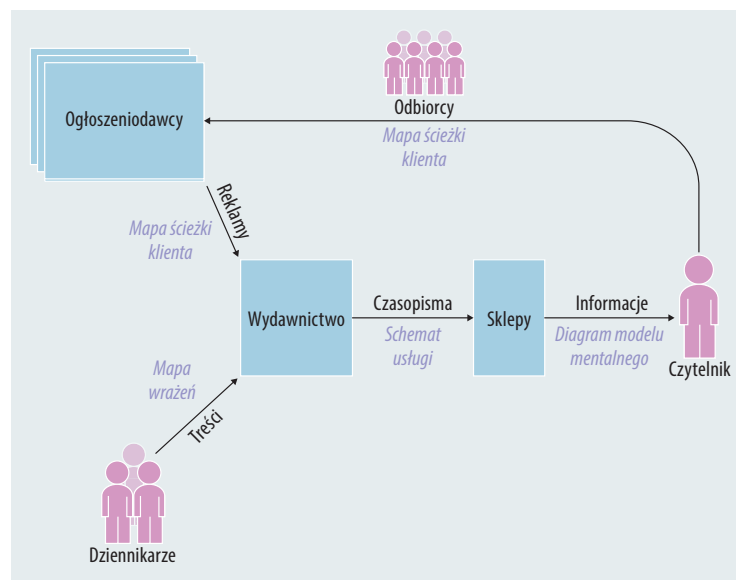 Ogłoszeniodawcy
Odbiorcy
Mapa ścieżki
klienta
Reklamy
Mapa ścieżki
klienta
Wydawnictwo
Czasopisma
Schemat
usługi
Sklepy
Informacje
Diagram modelu
mentalnego
Czytelnik
Mapa
wrażeń
Treści
Dziennikarze